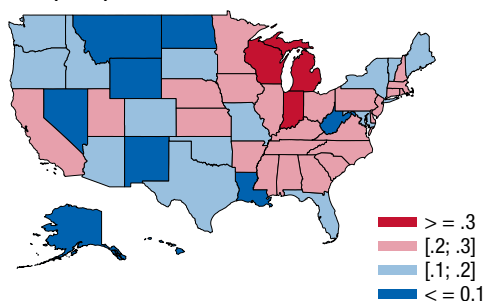 > = .3
[.2; .3]
[.1; .2]
< = 0.1